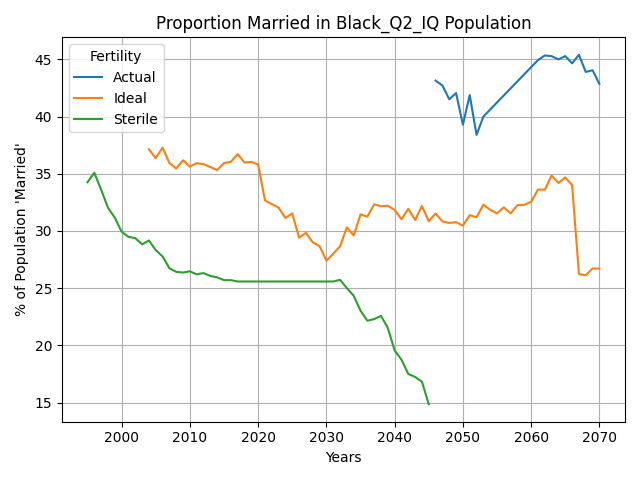 Proportion Married in Black_Q2_IQ Population
% of Population 'Married'
45
40
35
30
25
20
15
Fertility
Actual
Ideal
Sterile
2000 2010 2020 2030 2040 2050 2060 2070
Years